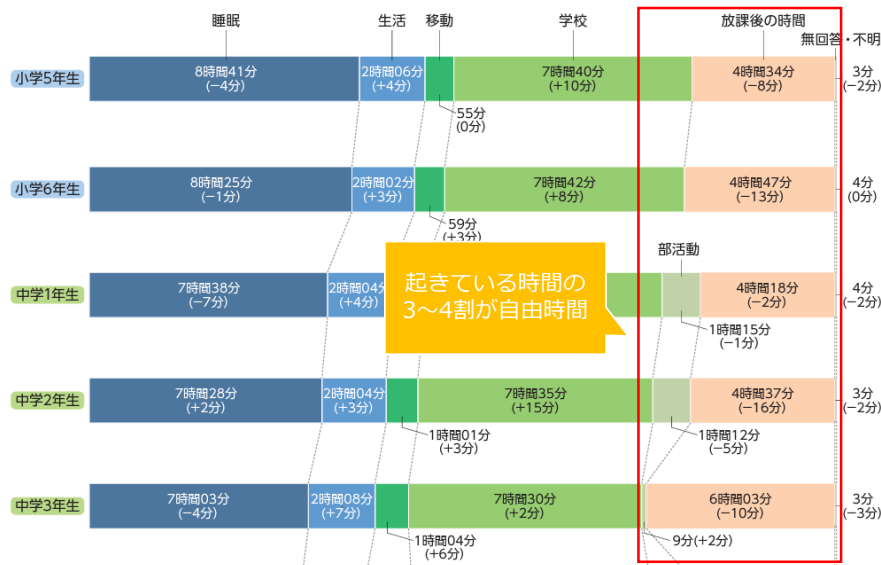 睡眠 生活 移動 学校 放課後の時間
無回答・不明
小学5年生 8時間41分 2時間06分 7時間40分 4時間34分 3分
(−4分) (+4分) (+10分) (−8分) (−2分)
55分
(0分)
小学6年生 8時間25分 2時間02分 7時間42分 4時間47分 4分
(−1分) (+3分) (+8分) (−13分) (0分)
59分
(+3分)
部活動
中学1年生 7時間38分 2時間04分 4時間18分 4分
(−7分) (+4分) (−2分) (−2分)
起きている時間の
3～4割が自由時間
1時間15分
(−1分)
中学2年生 7時間28分 2時間04分 7時間35分 4時間37分 3分
(+2分) (+3分) (+15分) (−16分) (−2分)
1時間01分 1時間12分
(+3分) (−5分)
中学3年生 7時間03分 2時間08分 7時間30分 6時間03分 3分
(−4分) (+7分) (+2分) (−10分) (−3分)
1時間04分 9分(+2分)
(+6分)